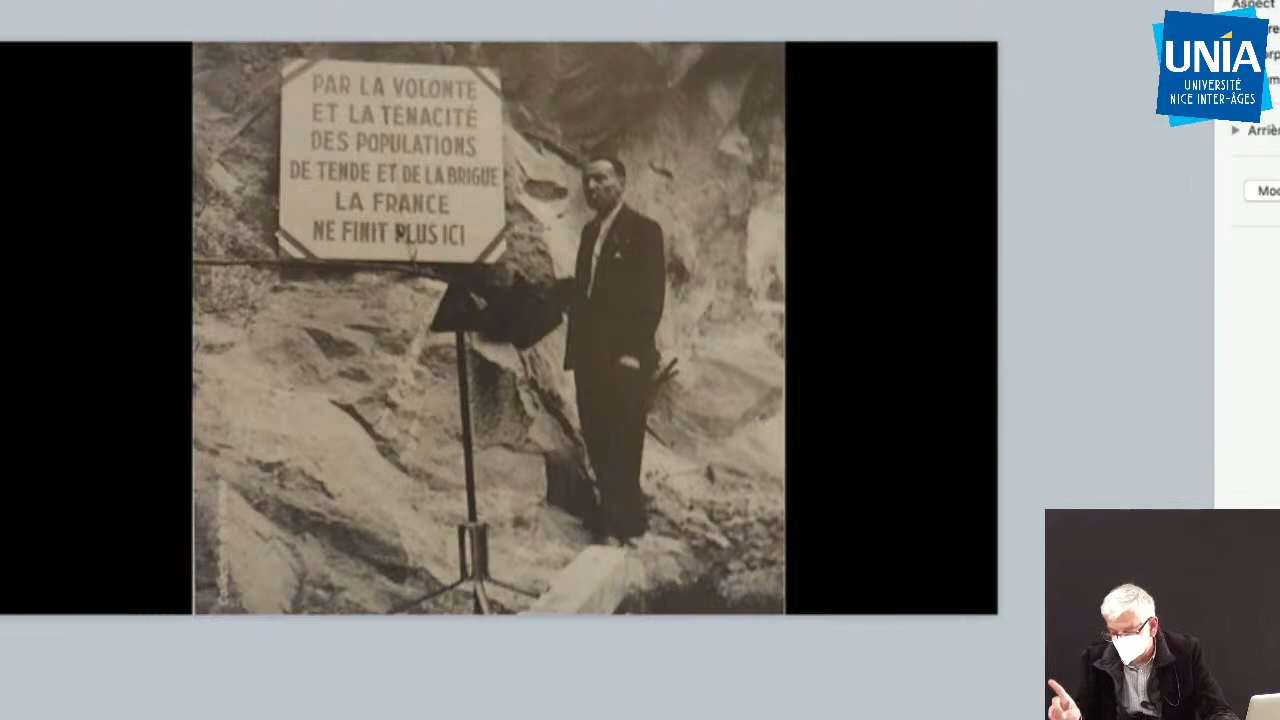 PAR LA VOLONTE
ET LA TENACITÉ
DES POPULATIONS
DE TENDE ET DE LA BRIGUE
LA FRANCE
NE FINIT PLUS ICI
Aspect
UNIA
UNIVERSITÉ
NICE INTER-ÂGES